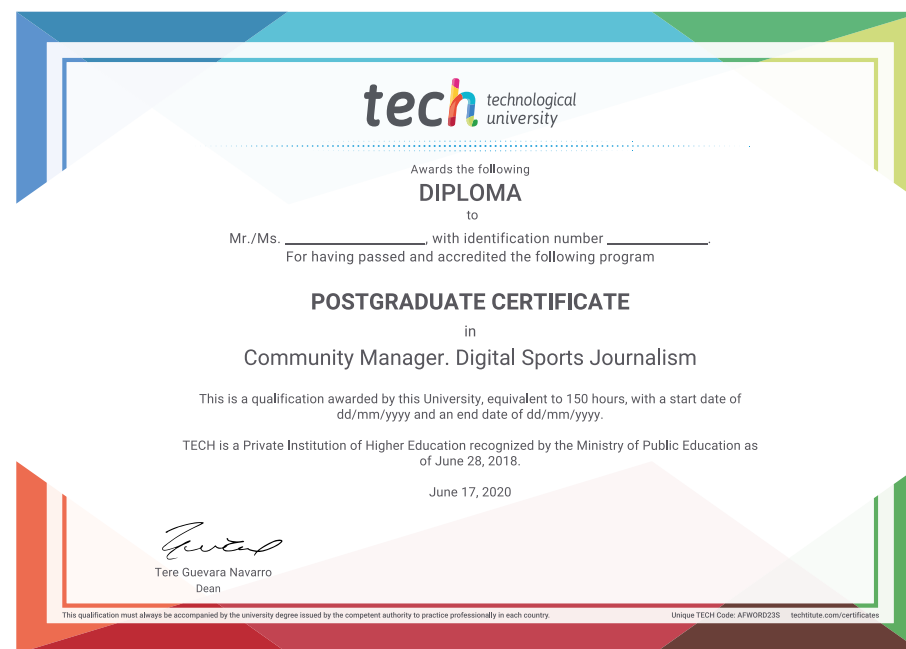 tech technological
university
Awards the following
DIPLOMA
to
Mr./Ms. ____________________, with identification number ______________.
For having passed and accredited the following program
POSTGRADUATE CERTIFICATE
in
Community Manager. Digital Sports Journalism
This is a qualification awarded by this University, equivalent to 150 hours, with a start date of
dd/mm/yyyy and an end date of dd/mm/yyyy.
TECH is a Private Institution of Higher Education recognized by the Ministry of Public Education as
of June 28, 2018.
June 17, 2020
Tere Guevara Navarro
Dean
This qualification must always be accompanied by the university degree issued by the competent authority to practice professionally in each country.
Unique TECH Code: AFWORD23S techtitute.com/certificates